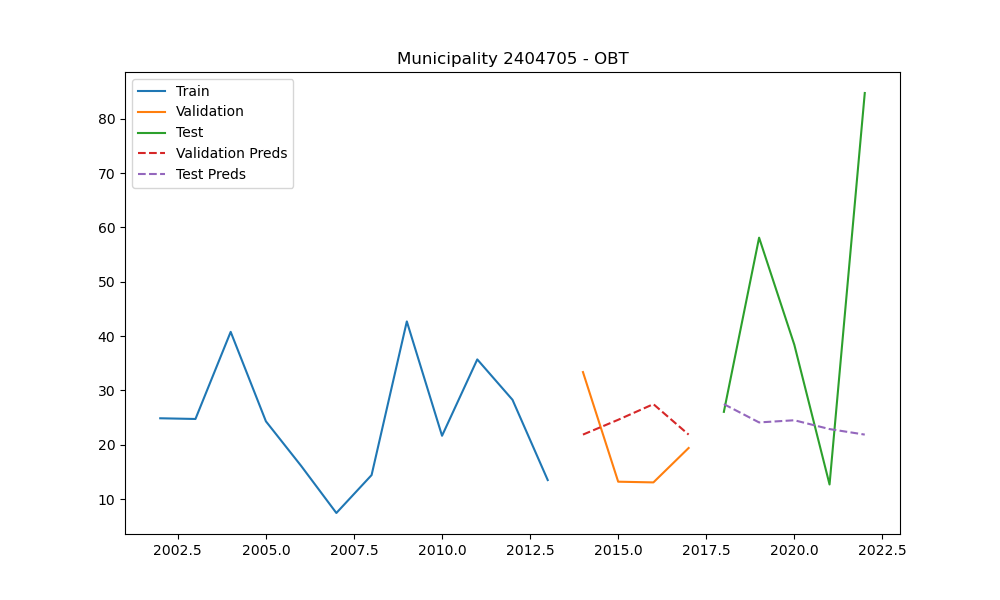 Municipality 2404705 - OBT
Train
Validation
Test
Validation Preds
Test Preds
80
70
60
50
40
30
20
10
2002.5 2005.0 2007.5 2010.0 2012.5 2015.0 2017.5 2020.0 2022.5